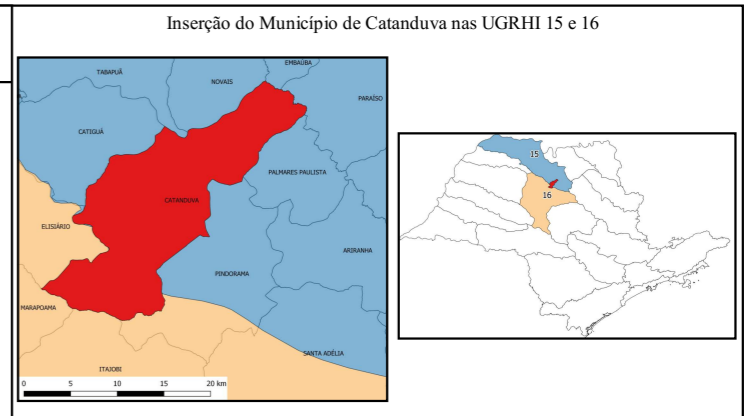 Inserção do Município de Catanduva nas UGRHI 15 e 16
EMBAÚBA
TABAPUÃ
NOVAIS
PARAÍSO
CATIGUÁ
PALMARES PAULISTA
CATANDUVA
ELISIÁRIO
ARIRANHA
PINDORAMA
MARAPOAMA
SANTA ADÉLIA
ITAJOBI
0 5 10 15 20 km
15
16